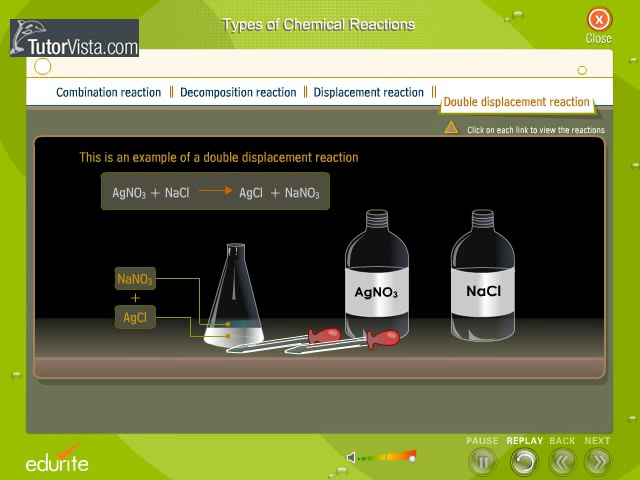 Types of Chemical Reactions
Close
TutorVista.com
Combination reaction
Decomposition reaction
Displacement reaction
Double displacement reaction
Click on each link to view the reactions
This is an example of a double displacement reaction
AgNO₃ + NaCl → AgCl + NaNO₃
NaNO₃
+
AgCl
AgNO₃
NaCl
PAUSE REPLAY BACK NEXT
edurite